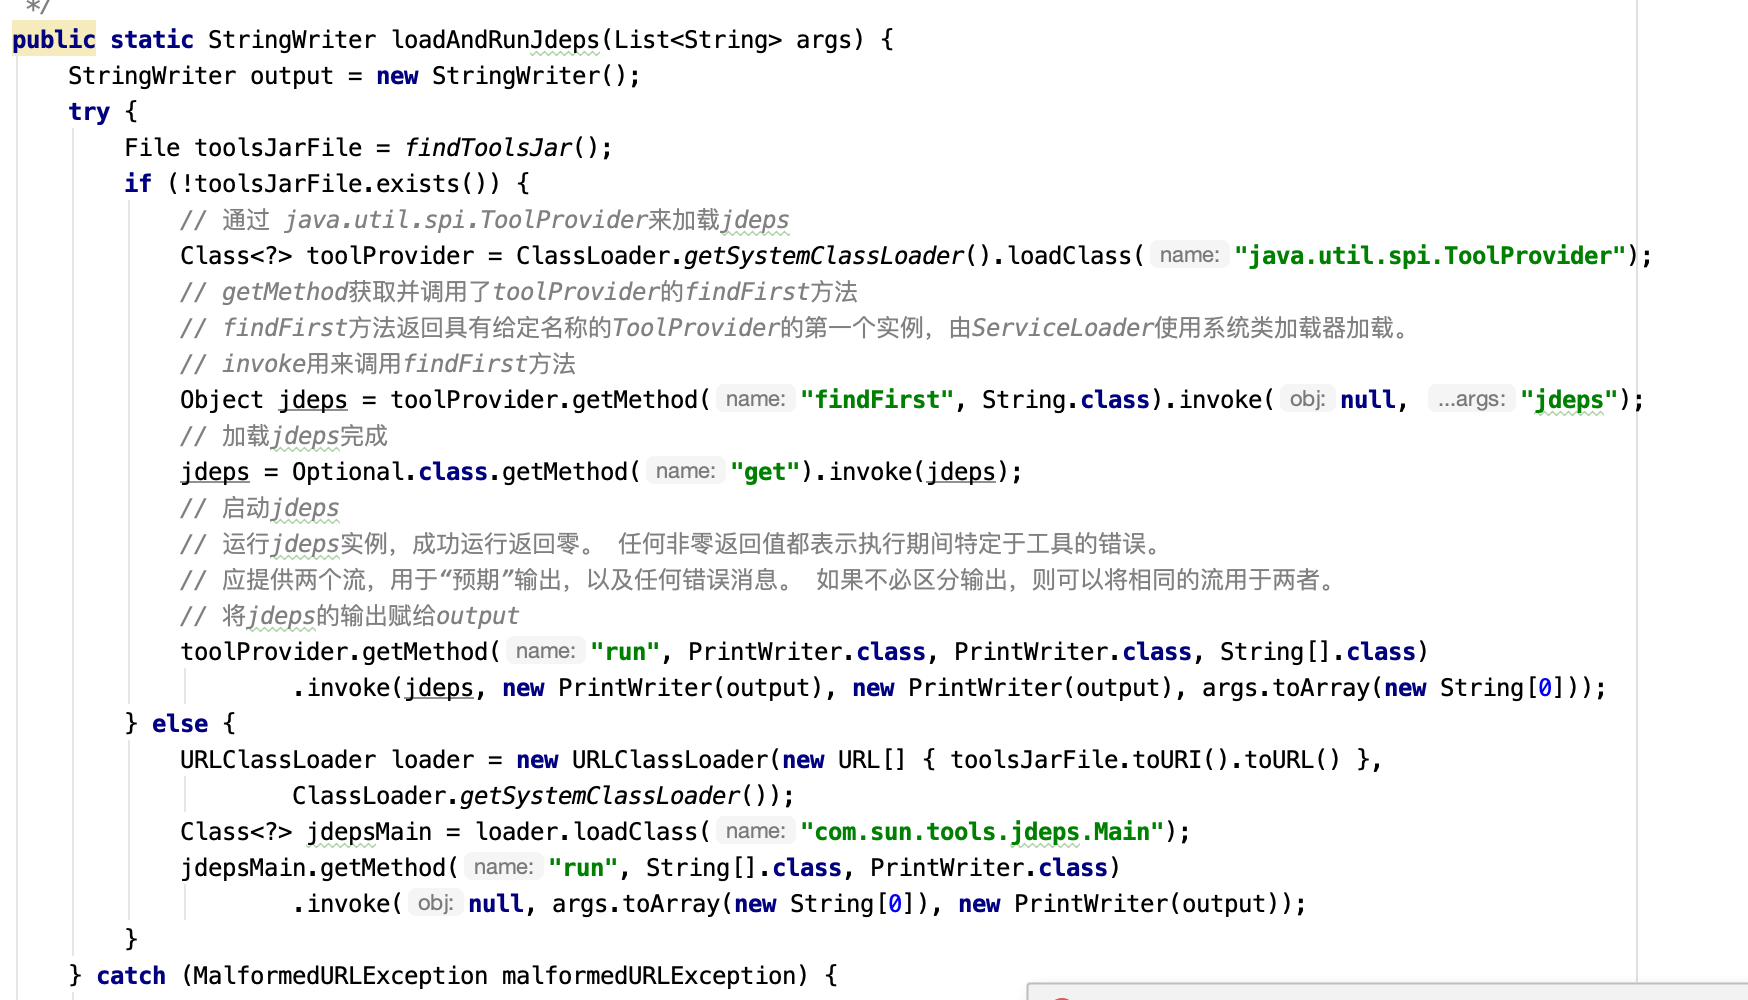 */
public static StringWriter loadAndRunJdeps(List<String> args) {
StringWriter output = new StringWriter();
try {
File toolsJarFile = findToolsJar();
if (!toolsJarFile.exists()) {
// 通过 java.util.spi.ToolProvider来加载jdeps
Class<?> toolProvider = ClassLoader.getSystemClassLoader().loadClass( name: "java.util.spi.ToolProvider");
// getMethod获取并调用了toolProvider的findFirst方法
// findFirst方法返回具有给定名称的ToolProvider的第一个实例，由ServiceLoader使用系统类加载器加载。
// invoke用来调用findFirst方法
Object jdeps = toolProvider.getMethod( name: "findFirst", String.class).invoke( obj: null, ...args: "jdeps");
// 加载jdeps完成
jdeps = Optional.class.getMethod( name: "get").invoke(jdeps);
// 启动jdeps
// 运行jdeps实例，成功运行返回零。 任何非零返回值都表示执行期间特定于工具的错误。
// 应提供两个流，用于“预期”输出，以及任何错误消息。 如果不必区分输出，则可以将相同的流用于两者。
// 将jdeps的输出赋给output
toolProvider.getMethod( name: "run", PrintWriter.class, PrintWriter.class, String[].class)
.invoke(jdeps, new PrintWriter(output), new PrintWriter(output), args.toArray(new String[0]));
} else {
URLClassLoader loader = new URLClassLoader(new URL[] { toolsJarFile.toURI().toURL() },
ClassLoader.getSystemClassLoader());
Class<?> jdepsMain = loader.loadClass( name: "com.sun.tools.jdeps.Main");
jdepsMain.getMethod( name: "run", String[].class, PrintWriter.class)
.invoke( obj: null, args.toArray(new String[0]), new PrintWriter(output));
}
} catch (MalformedURLException malformedURLException) {